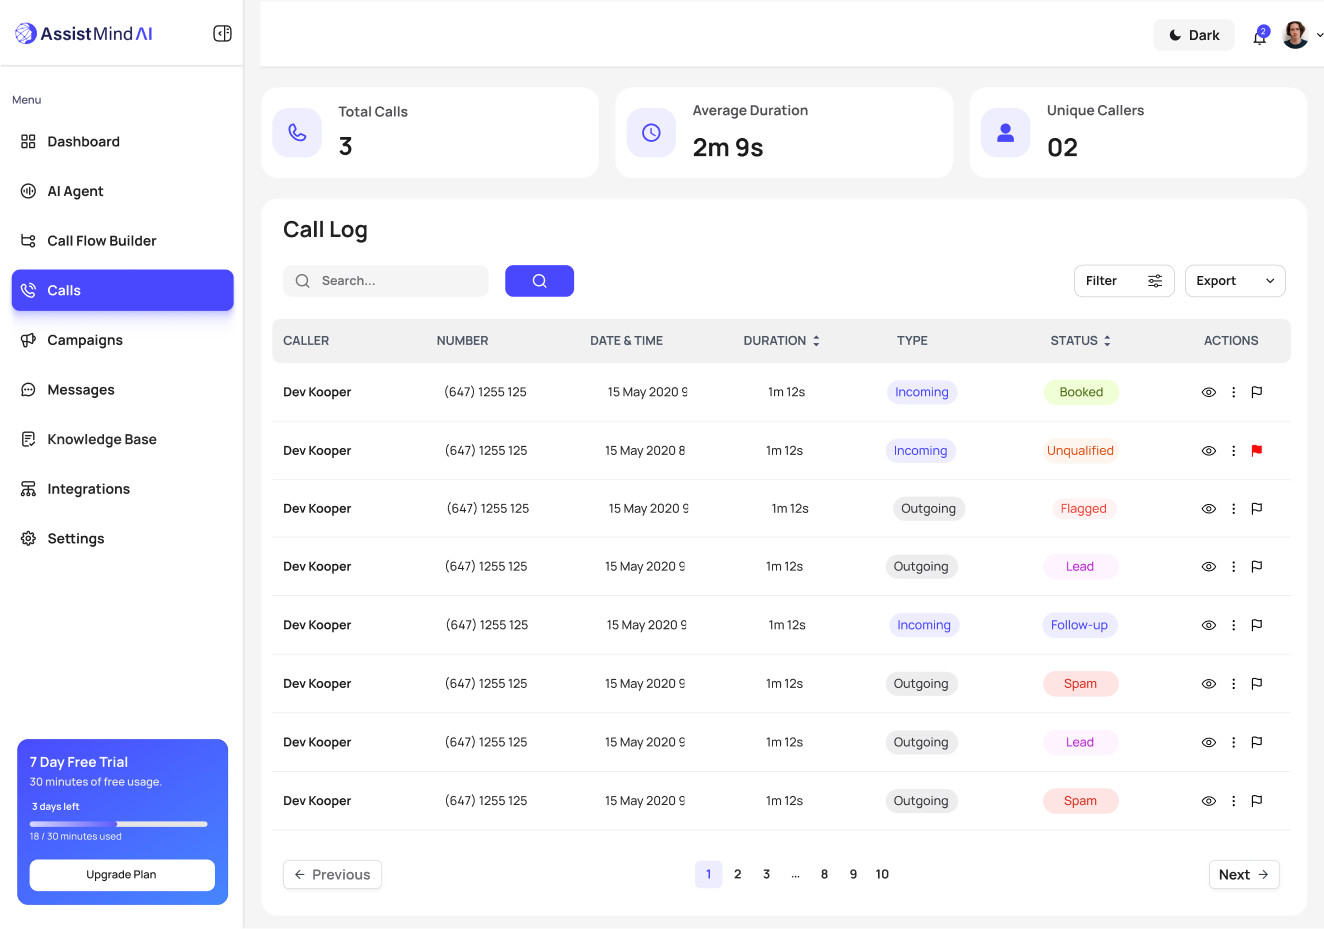 AssistMind AI
Dark
2
Menu
Dashboard
AI Agent
Call Flow Builder
Calls
Campaigns
Messages
Knowledge Base
Integrations
Settings
7 Day Free Trial
30 minutes of free usage.
3 days left
18 / 30 minutes used
Upgrade Plan
Total Calls
3
Average Duration
2m 9s
Unique Callers
02
Call Log
Search...
Filter
Export
CALLER NUMBER DATE & TIME DURATION TYPE STATUS ACTIONS
Dev Kooper (647) 1255 125 15 May 2020 9 1m 12s Incoming Booked
Dev Kooper (647) 1255 125 15 May 2020 8 1m 12s Incoming Unqualified
Dev Kooper (647) 1255 125 15 May 2020 9 1m 12s Outgoing Flagged
Dev Kooper (647) 1255 125 15 May 2020 9 1m 12s Outgoing Lead
Dev Kooper (647) 1255 125 15 May 2020 9 1m 12s Incoming Follow-up
Dev Kooper (647) 1255 125 15 May 2020 9 1m 12s Outgoing Spam
Dev Kooper (647) 1255 125 15 May 2020 9 1m 12s Outgoing Lead
Dev Kooper (647) 1255 125 15 May 2020 9 1m 12s Outgoing Spam
← Previous 1 2 3 ... 8 9 10 Next →